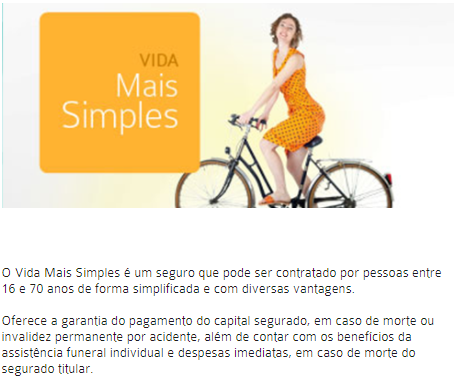 VIDA
Mais
Simples
O Vida Mais Simples é um seguro que pode ser contratado por pessoas entre
16 e 70 anos de forma simplificada e com diversas vantagens.
Oferece a garantia do pagamento do capital segurado, em caso de morte ou
invalidez permanente por acidente, além de contar com os benefícios da
assistência funeral individual e despesas imediatas, em caso de morte do
segurado titular.